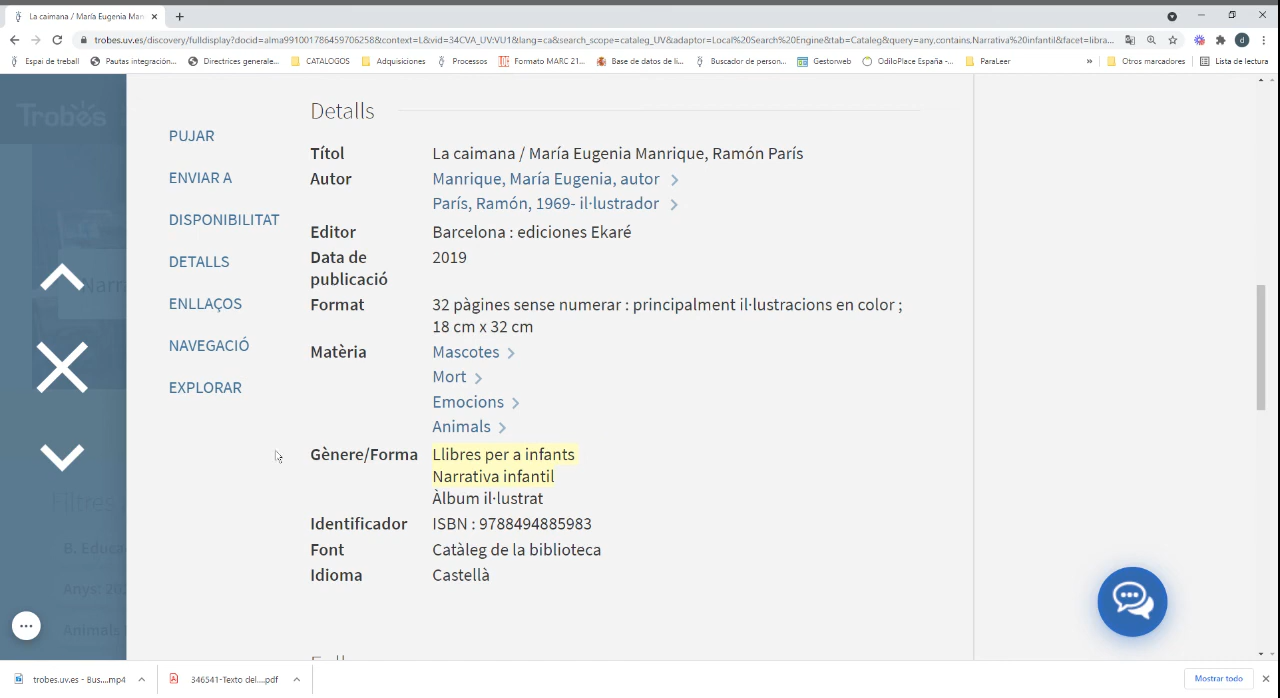 La caimana / María Eugenia Man
trobes.uv.es/discovery/fulldisplay?docid=alma991001786459706258&context=L&vid=34CVA_UV:VU1&lang=ca&search_scope=cataleg_UV&adaptor=Local%20Search%20Engine&tab=Cataleg&query=any,contains,Narrativa%20infantil&facet=libra...
Espai de treball Pautas integración... Directrices generale... CATALOGOS Adquisiciones Processos Formato MARC 21... Base de datos de li... Buscador de person... Gestorweb OdiloPlace España -... ParaLeer » Otros marcadores Lista de lectura
Trobes
Detalls
PUJAR
ENVIAR A
DISPONIBILITAT
DETALLS
ENLLAÇOS
NAVEGACIÓ
EXPLORAR
Narra
Filtres
B. Educa
Anys: 20
Animals
Títol La caimana / María Eugenia Manrique, Ramón París
Autor Manrique, María Eugenia, autor
París, Ramón, 1969- il·lustrador
Editor Barcelona : ediciones Ekaré
Data de publicació 2019
Format 32 pàgines sense numerar : principalment il·lustracions en color ;
18 cm x 32 cm
Matèria Mascotes
Mort
Emocions
Animals
Gènere/Forma Llibres per a infants
Narrativa infantil
Àlbum il·lustrat
Identificador ISBN : 9788494885983
Font Catàleg de la biblioteca
Idioma Castellà
trobes.uv.es - Bus....mp4 346541-Texto del....pdf Mostrar todo